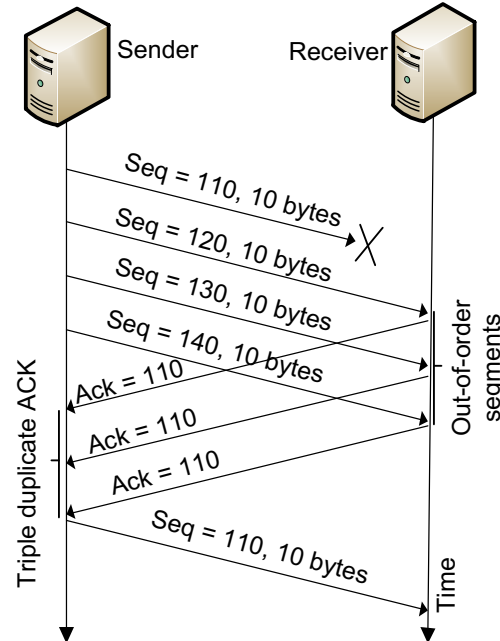 Sender
Receiver
Seq = 110, 10 bytes
Seq = 120, 10 bytes
Seq = 130, 10 bytes
Seq = 140, 10 bytes
Out-of-order
segments
Ack = 110
Ack = 110
Ack = 110
Triple duplicate ACK
Seq = 110, 10 bytes
Time